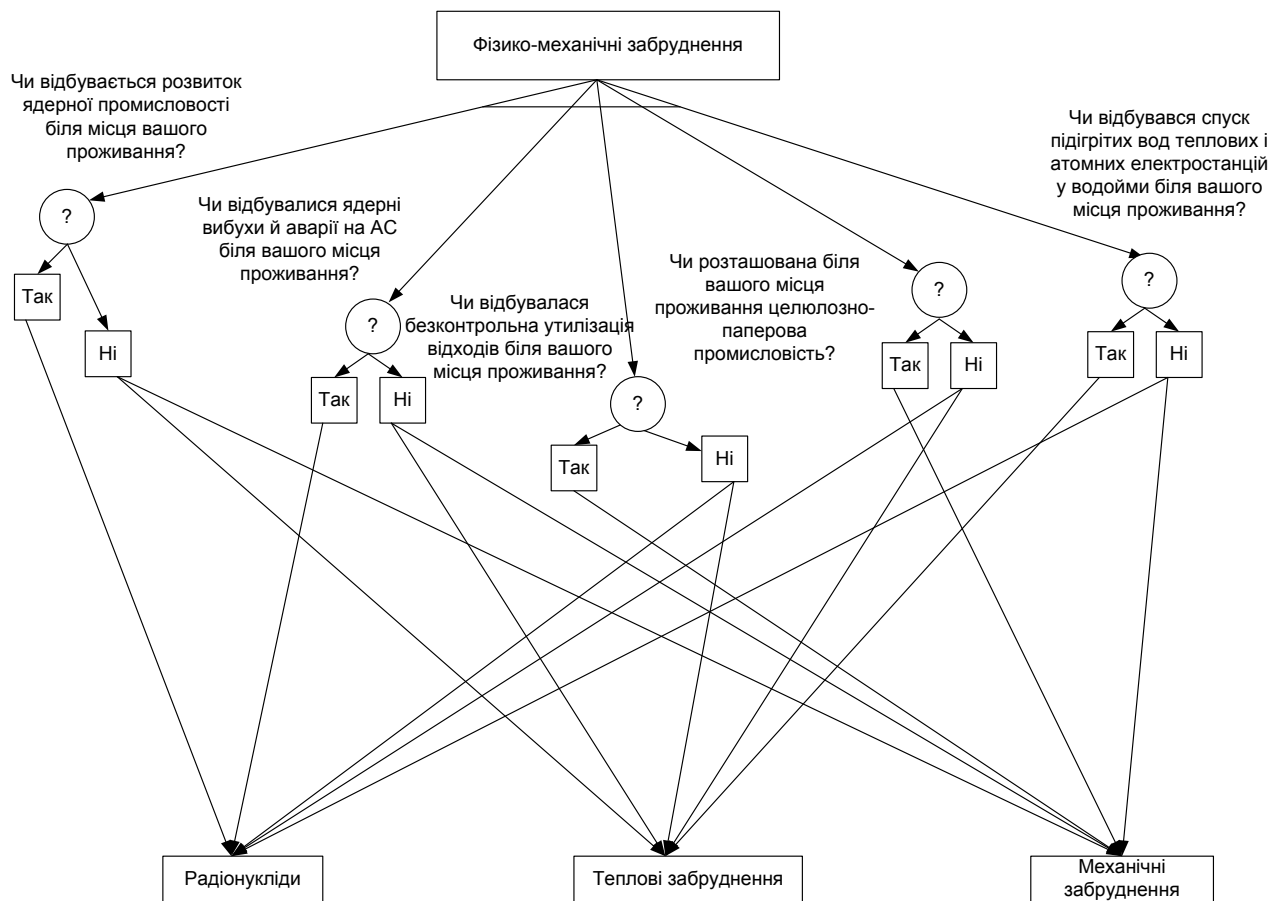 Фізико-механічні забруднення
Чи відбувається розвиток
ядерної промисловості
біля місця вашого
проживання?
?
Так
Ні
Чи відбувалися ядерні
вибухи й аварії на АС
біля вашого місця
проживання?
?
Так
Ні
Чи відбувалася
безконтрольна утилізація
відходів біля вашого
місця проживання?
?
Так
Ні
Чи розташована біля
вашого місця
проживання целюлозно-
паперова
промисловість?
?
Так
Ні
Чи відбувався спуск
підігрітих вод теплових і
атомних електростанцій
у водойми біля вашого
місця проживання?
?
Так
Ні
Радіонукліди
Теплові забруднення
Механічні
забруднення